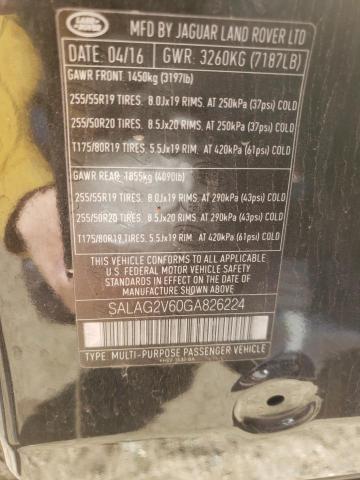 LAND ROVER
MFD BY JAGUAR LAND ROVER LTD
DATE: 04/16
GWR: 3260KG (7187LB)
GAWR FRONT: 1450kg (3197lb)
255/55R19 TIRES. 8.0Jx19 RIMS. AT 250kPA (37psi) COLD
255/50R20 TIRES. 8.5Jx20 RIMS. AT 250kPA (37psi) COLD
T175/80R19 TIRES. 5.5Jx19 RIM. AT 420kPA (61psi) COLD
GAWR REAR: 1855kg (4090lb)
255/55R19 TIRES. 8.0Jx19 RIMS. AT 290kPA (43psi) COLD
255/50R20 TIRES. 8.5Jx20 RIMS. AT 290kPA (43psi) COLD
T175/80R19 TIRES. 5.5Jx19 RIM. AT 420kPA (61psi) COLD
THIS VEHICLE CONFORMS TO ALL APPLICABLE
U.S. FEDERAL MOTOR VEHICLE SAFETY
STANDARDS IN EFFECT ON THE DATE OF
MANUFACTURE SHOWN ABOVE
SALAG2V60GA826224
TYPE: MULTI-PURPOSE PASSENGER VEHICLE